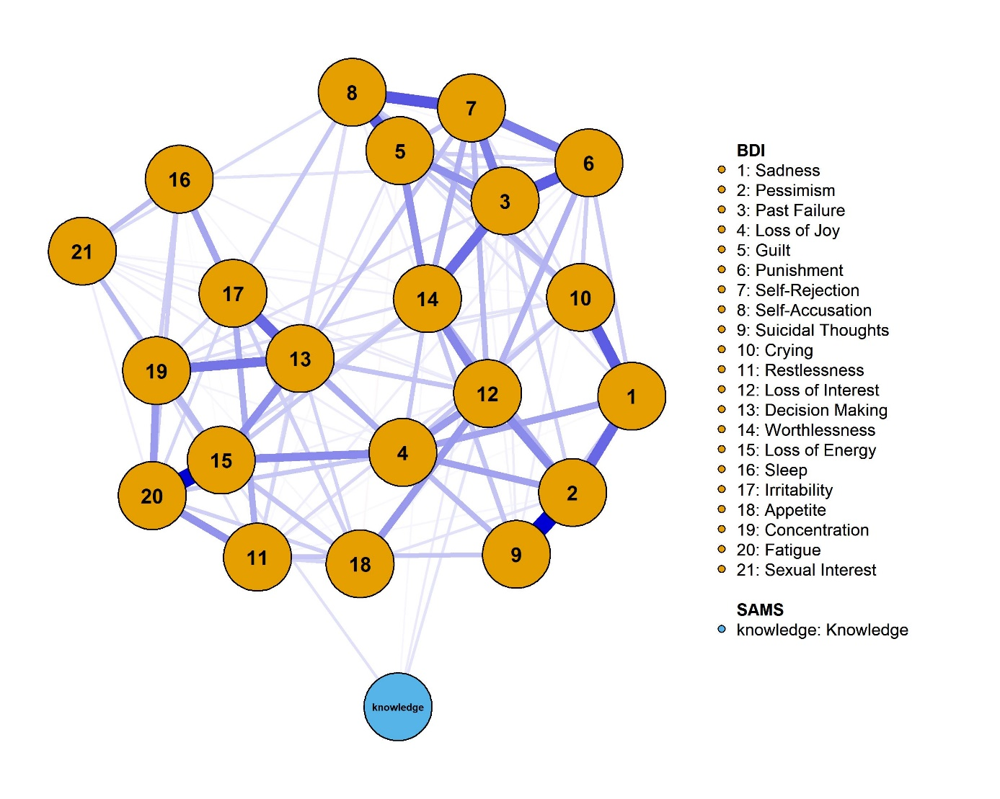 8
7
5
6
16
3
21
17
14
10
13
19
12
1
4
15
2
20
9
11
18
knowledge
BDI
1: Sadness
2: Pessimism
3: Past Failure
4: Loss of Joy
5: Guilt
6: Punishment
7: Self-Rejection
8: Self-Accusation
9: Suicidal Thoughts
10: Crying
11: Restlessness
12: Loss of Interest
13: Decision Making
14: Worthlessness
15: Loss of Energy
16: Sleep
17: Irritability
18: Appetite
19: Concentration
20: Fatigue
21: Sexual Interest
SAMS
knowledge: Knowledge